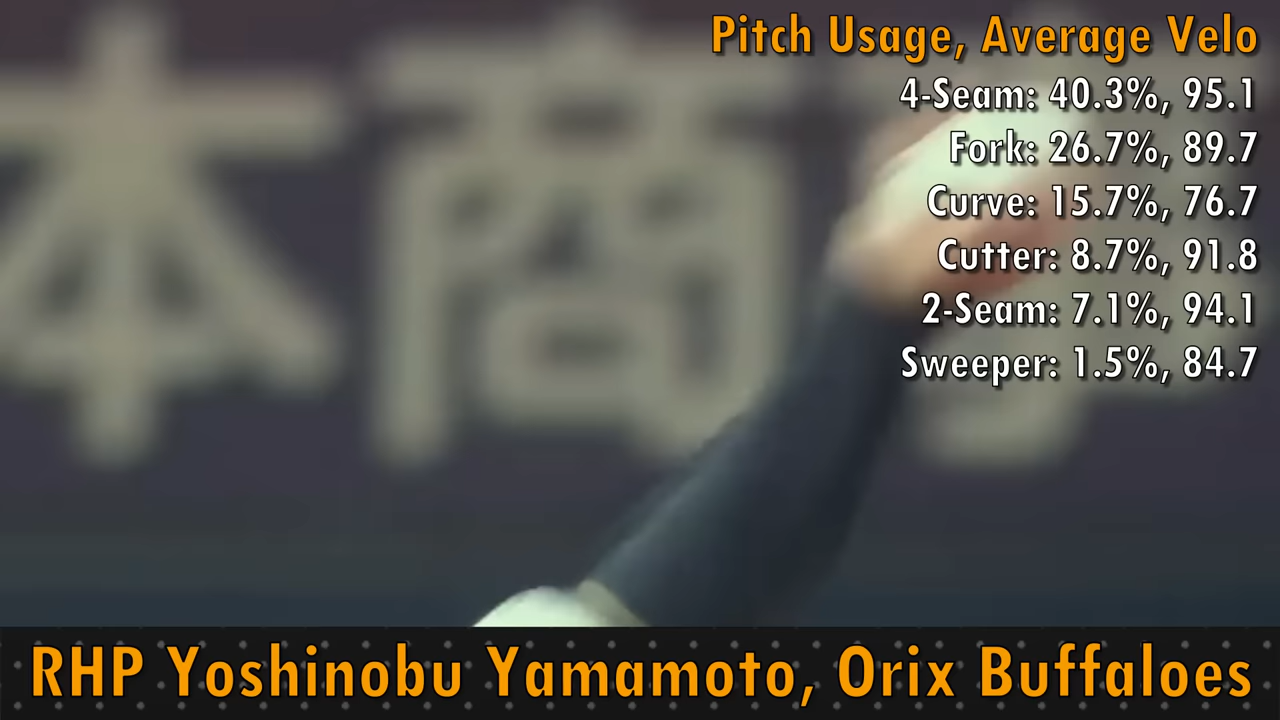 本商
Pitch Usage, Average Velo
4-Seam: 40.3%, 95.1
Fork: 26.7%, 89.7
Curve: 15.7%, 76.7
Cutter: 8.7%, 91.8
2-Seam: 7.1%, 94.1
Sweeper: 1.5%, 84.7
RHP Yoshinobu Yamamoto, Orix Buffaloes